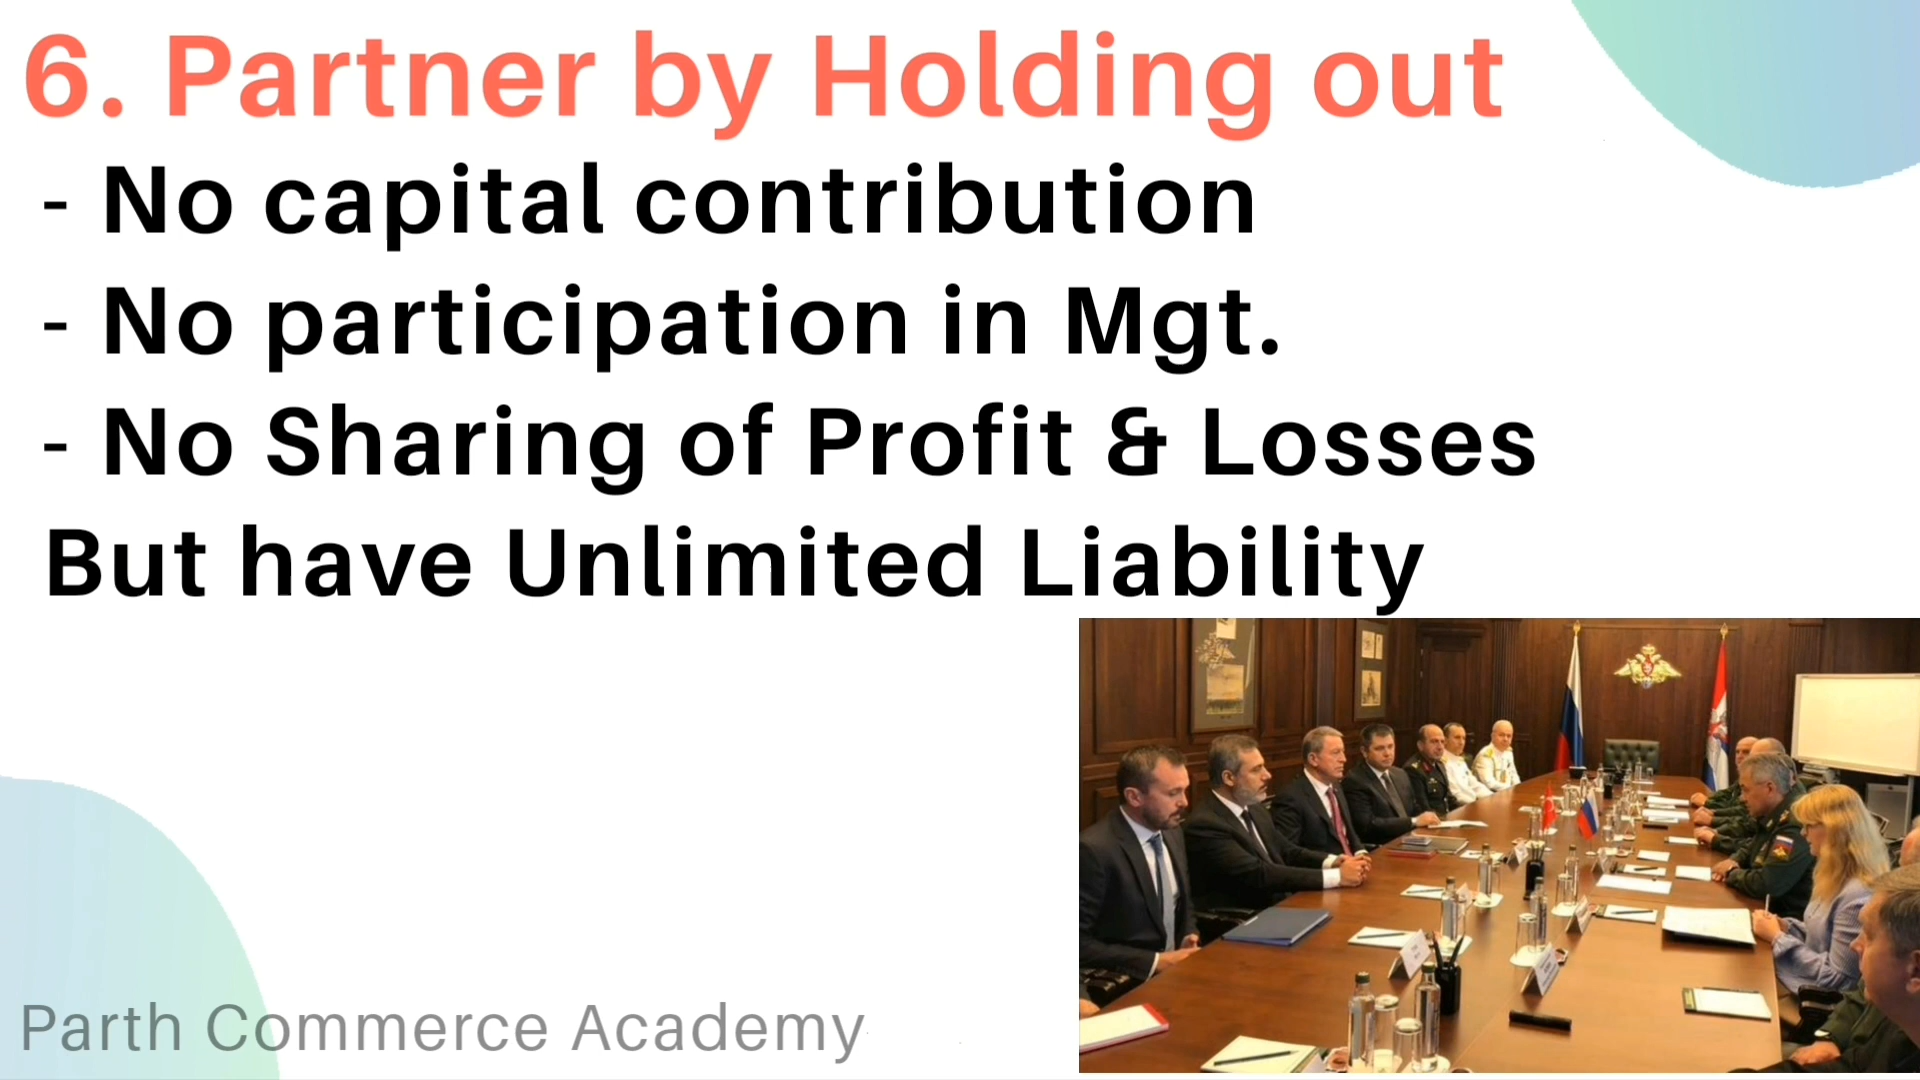 6. Partner by Holding out
- No capital contribution
- No participation in Mgt.
- No Sharing of Profit & Losses
But have Unlimited Liability
Parth Commerce Academy